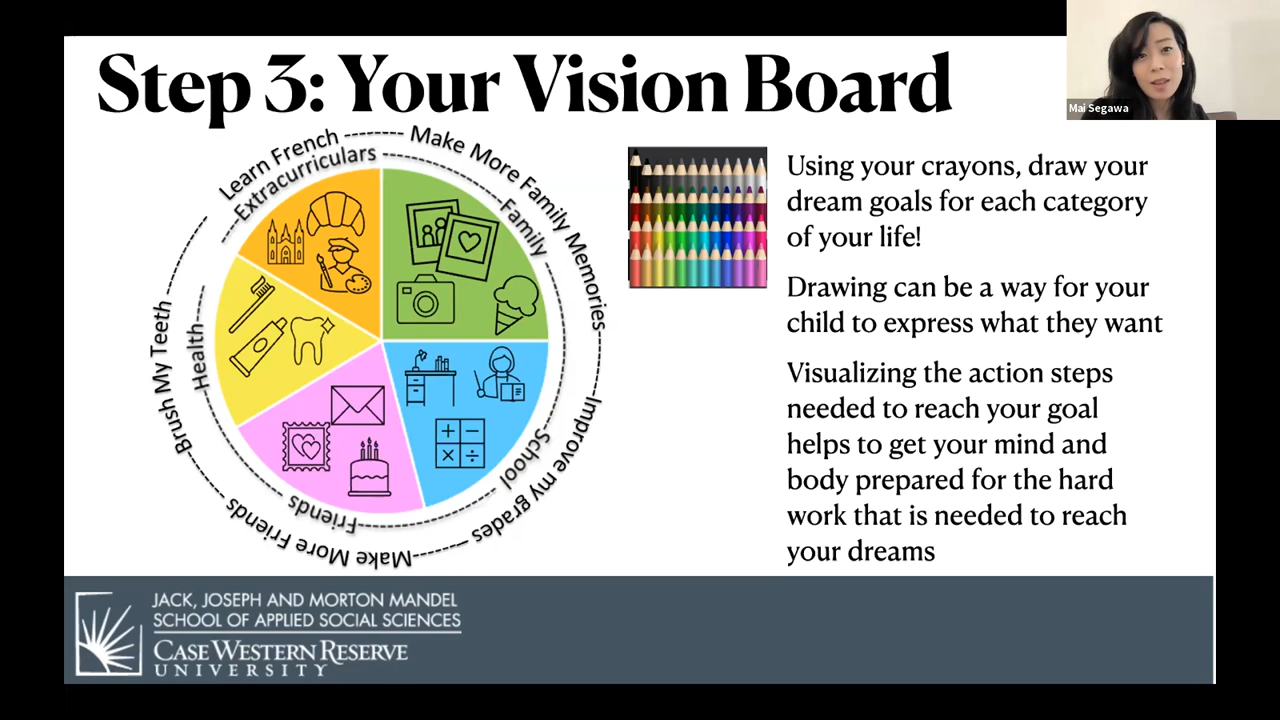 Step 3: Your Vision Board
Mai Segawa
Learn French -------- Make More Family Memories
---Extracurriculars
Family
Brush My Teeth
Health
School
Improve my grades
Friends
Make More Friends
Using your crayons, draw your
dream goals for each category
of your life!
Drawing can be a way for your
child to express what they want
Visualizing the action steps
needed to reach your goal
helps to get your mind and
body prepared for the hard
work that is needed to reach
your dreams
JACK, JOSEPH AND MORTON MANDEL
SCHOOL OF APPLIED SOCIAL SCIENCES
CASE WESTERN RESERVE
UNIVERSITY